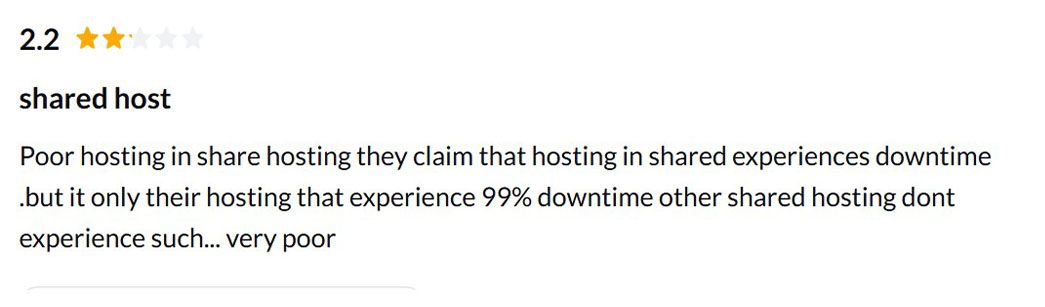 2.2
shared host
Poor hosting in share hosting they claim that hosting in shared experiences downtime
.but it only their hosting that experience 99% downtime other shared hosting dont
experience such... very poor